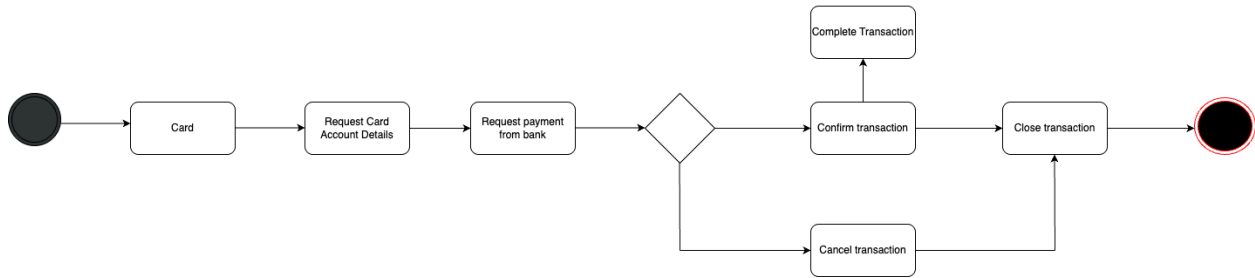 Complete Transaction
Card
Request Card
Account Details
Request payment
from bank
Confirm transaction
Close transaction
Cancel transaction